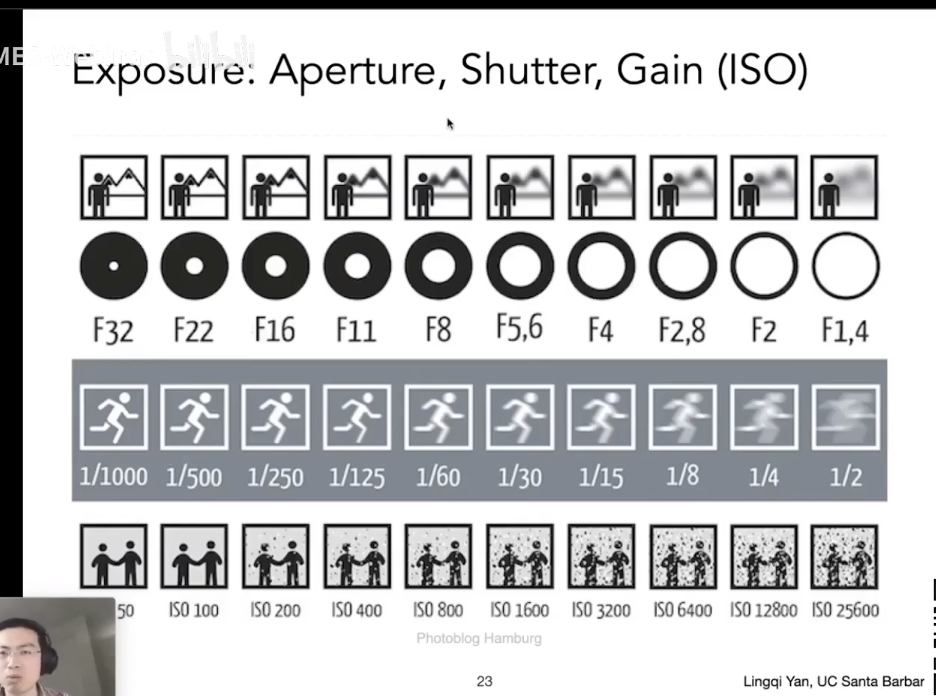 Exposure: Aperture, Shutter, Gain (ISO)
F32 F22 F16 F11 F8 F5,6 F4 F2,8 F2 F1,4
1/1000 1/500 1/250 1/125 1/60 1/30 1/15 1/8 1/4 1/2
50 ISO 100 ISO 200 ISO 400 ISO 800 ISO 1600 ISO 3200 ISO 6400 ISO 12800 ISO 25600
Photoblog Hamburg
23
Lingqi Yan, UC Santa Barbar